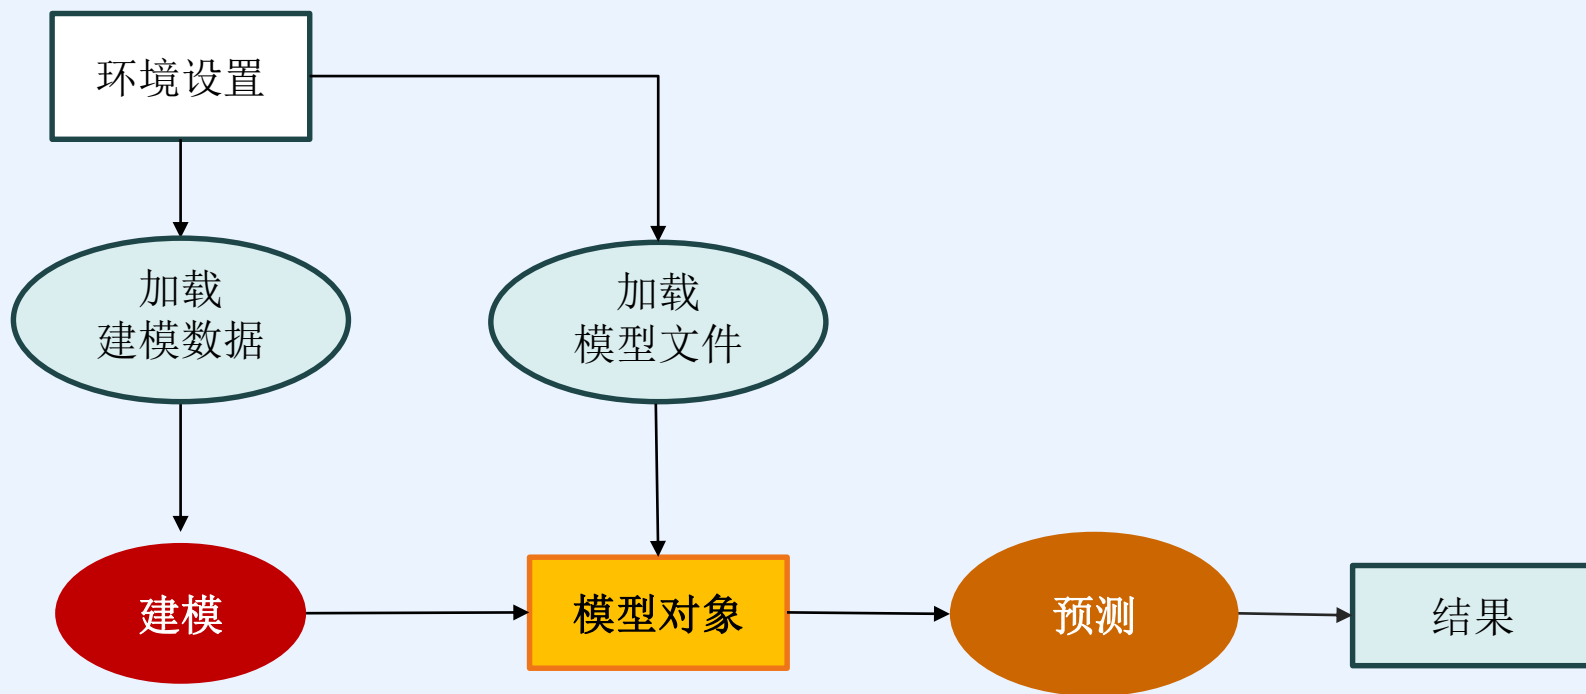 环境设置
加载
建模数据
加载
模型文件
建模
模型对象
预测
结果